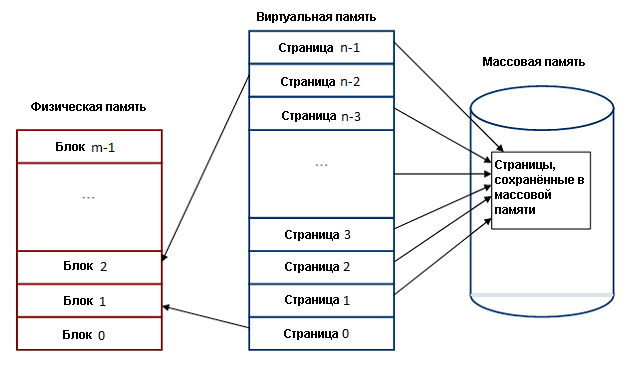 Виртуальная память
Страница n-1
Страница n-2
Страница n-3
...
Страница 3
Страница 2
Страница 1
Страница 0
Физическая память
Блок m-1
...
Блок 2
Блок 1
Блок 0
Массовая память
Страницы,
сохранённые в
массовой
памяти